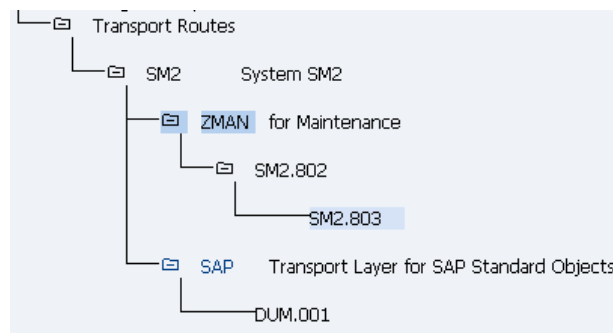 Transport Routes
SM2 System SM2
ZMAN for Maintenance
SM2.802
SM2.803
SAP Transport Layer for SAP Standard Objects
DUM.001